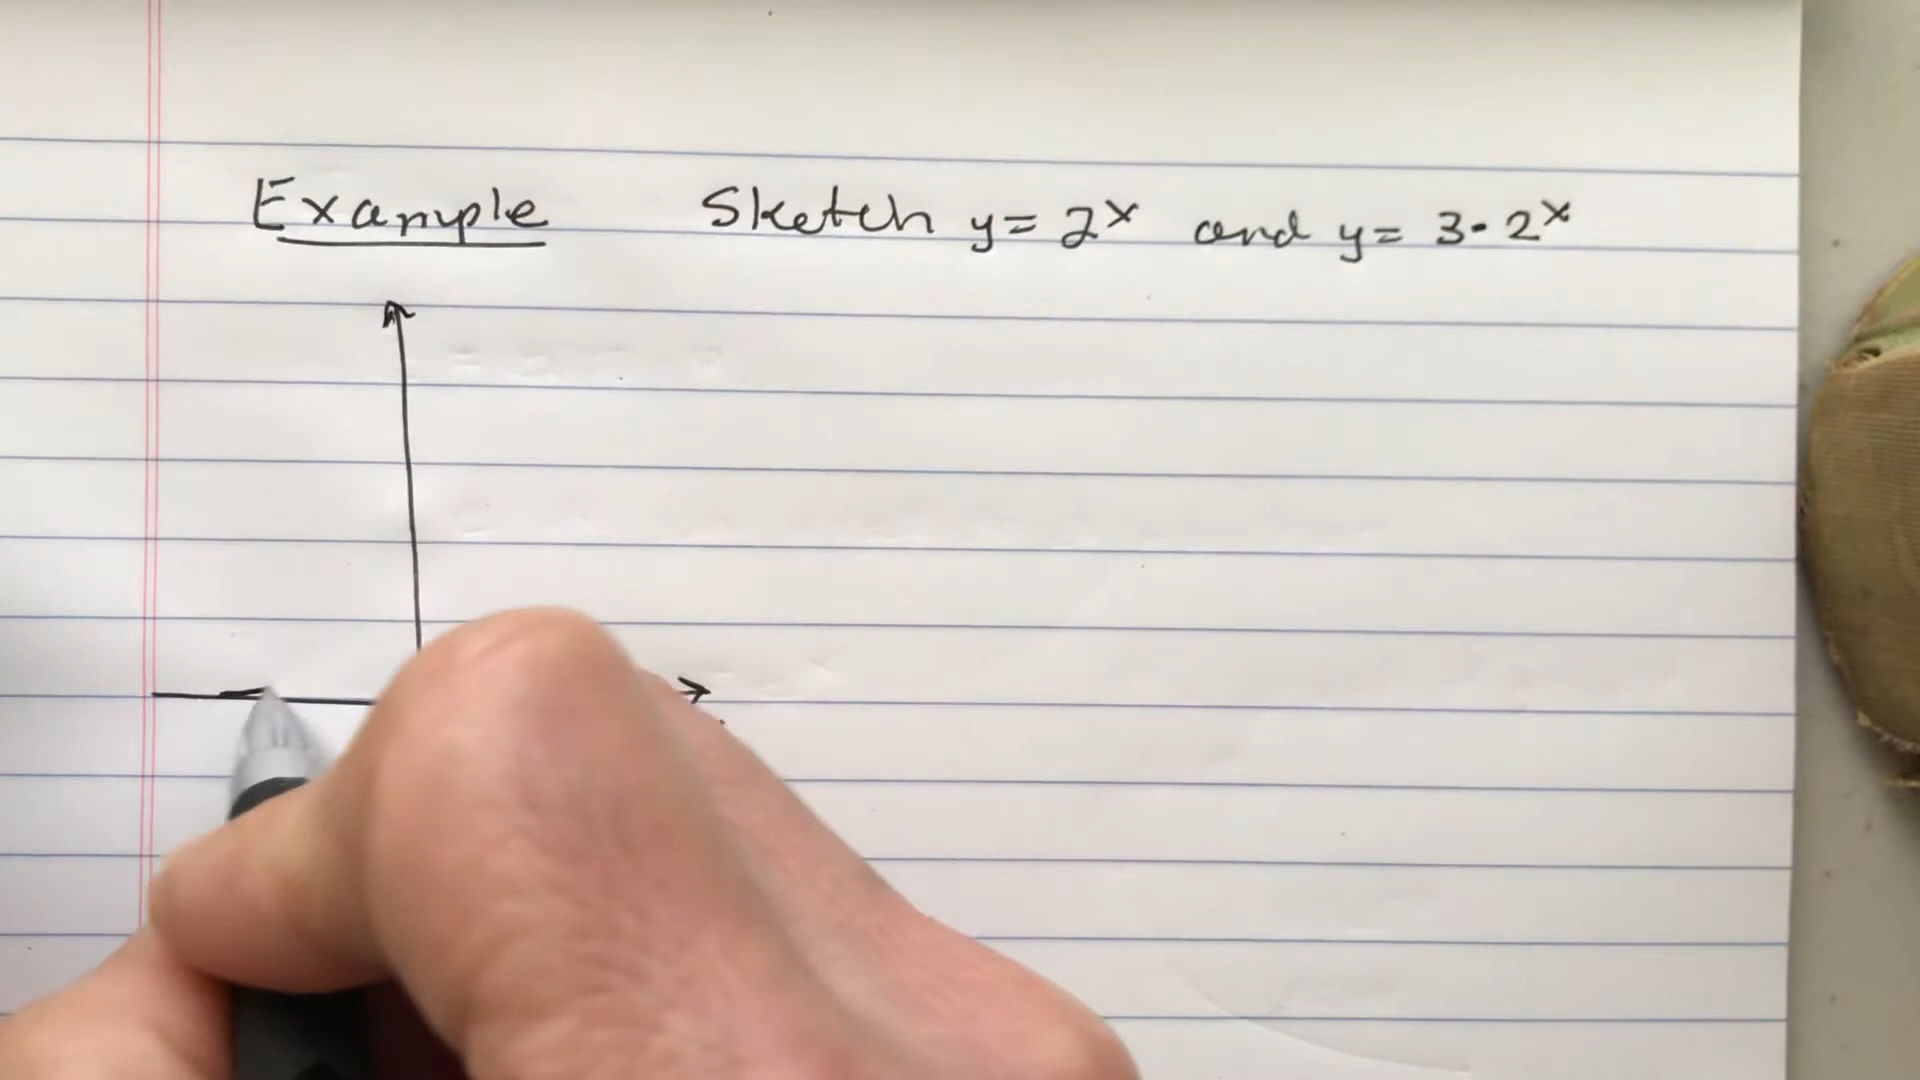 Example Sketch y = 2^x and y = 3·2^x